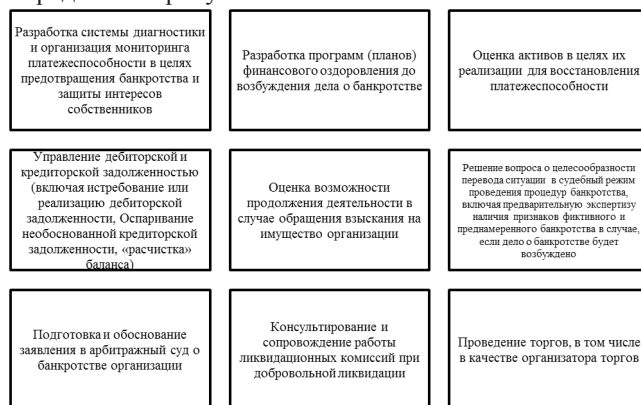 Разработка системы диагностики
и организация мониторинга
платежеспособности в целях
предотвращения банкротства и
защиты интересов
собственников
Разработка программ (планов)
финансового оздоровления до
возбуждения дела о банкротстве
Оценка активов в целях их
реализации для восстановления
платежеспособности
Управление дебиторской и
кредиторской задолженностью
(включая истребование или
реализацию дебиторской
задолженности, Оспаривание
необоснованной кредиторской
задолженности, «расчистка»
баланса)
Оценка возможности
продолжения деятельности в
случае обращения взыскания на
имущество организации
Решение вопроса о целесообразности
перевода ситуации в судебный режим
проведения процедур банкротства,
включая предварительную экспертизу
наличия признаков фиктивного и
преднамеренного банкротства в случае,
если дело о банкротстве будет
возбуждено
Подготовка и обоснование
заявления в арбитражный суд о
банкротстве организации
Консультирование и
сопровождение работы
ликвидационных комиссий при
добровольной ликвидации
Проведение торгов, в том числе
в качестве организатора торгов